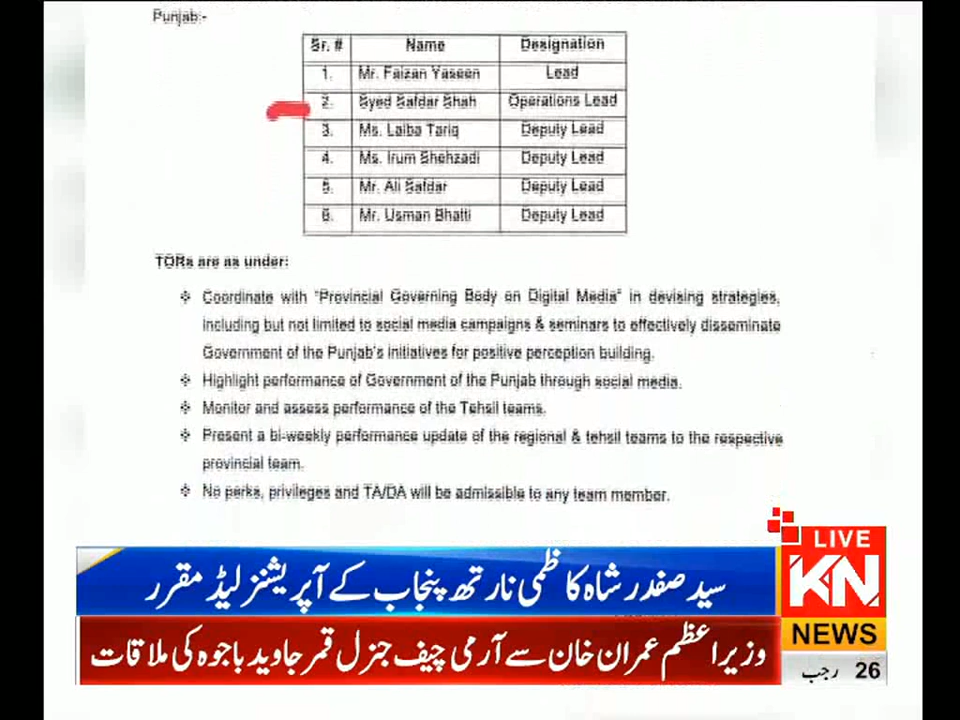 Punjab:-
Sr. # Name Designation
1. Mr. Faizan Yaseen Lead
2. Syed Safdar Shah Operations Lead
3. Ms. Laiba Tariq Deputy Lead
4. Ms. Irum Shehzadi Deputy Lead
5. Mr. Ali Safdar Deputy Lead
6. Mr. Usman Bhatti Deputy Lead
TORs are as under:
❖ Coordinate with "Provincial Governing Body on Digital Media" in devising strategies,
including but not limited to social media campaigns & seminars to effectively disseminate
Government of the Punjab's initiatives for positive perception building.
❖ Highlight performance of Government of the Punjab through social media.
❖ Monitor and assess performance of the Tehsil teams.
❖ Present a bi-weekly performance update of the regional & tehsil teams to the respective
provincial team.
❖ No perks, privileges and TA/DA will be admissible to any team member.
سید صفدر شاہ کاظمی نارتھ پنجاب کے آپریشنز لیڈ مقرر
وزیراعظم عمران خان سے آرمی چیف جنرل قمر جاوید باجوہ کی ملاقات
LIVE
KN
NEWS
26 رجب